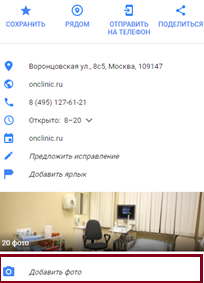 СОХРАНИТЬ
РЯДОМ
ОТПРАВИТЬ НА ТЕЛЕФОН
ПОДЕЛИТЬСЯ
Воронцовская ул., 8с5, Москва, 109147
onclinic.ru
8 (495) 127-61-21
Открыто: 8–20
onclinic.ru
Предложить исправление
Добавить ярлык
20 фото
Добавить фото